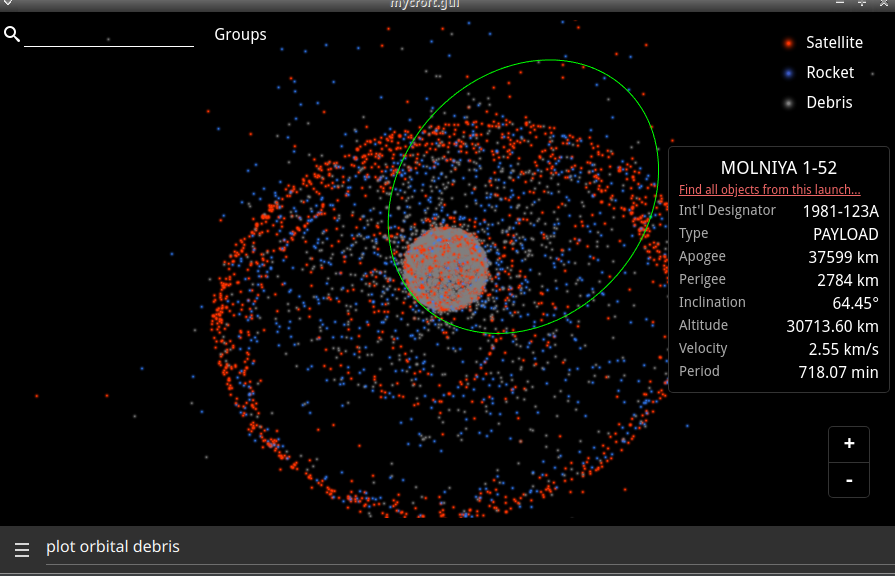 mycroft.gui
Groups
Satellite
Rocket
Debris
MOLNIYA 1-52
Find all objects from this launch...
Int'l Designator 1981-123A
Type PAYLOAD
Apogee 37599 km
Perigee 2784 km
Inclination 64.45°
Altitude 30713.60 km
Velocity 2.55 km/s
Period 718.07 min
+
-
plot orbital debris